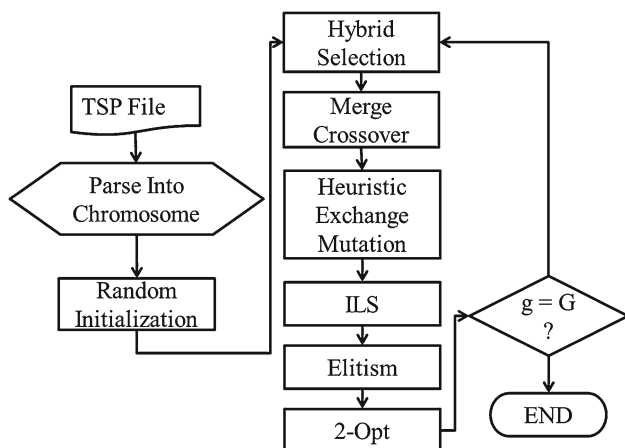 TSP File
Parse Into
Chromosome
Random
Initialization
Hybrid
Selection
Merge
Crossover
Heuristic
Exchange
Mutation
ILS
Elitism
2-Opt
g = G
?
END